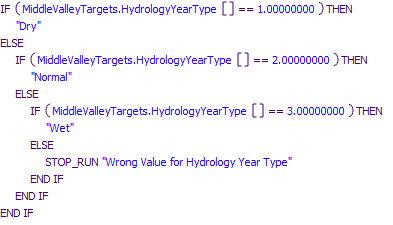 IF ( MiddleValleyTargets.HydrologyYearType [] == 1.00000000 ) THEN
"Dry"
ELSE
IF ( MiddleValleyTargets.HydrologyYearType [] == 2.00000000 ) THEN
"Normal"
ELSE
IF ( MiddleValleyTargets.HydrologyYearType [] == 3.00000000 ) THEN
"Wet"
ELSE
STOP_RUN "Wrong Value for Hydrology Year Type"
END IF
END IF
END IF